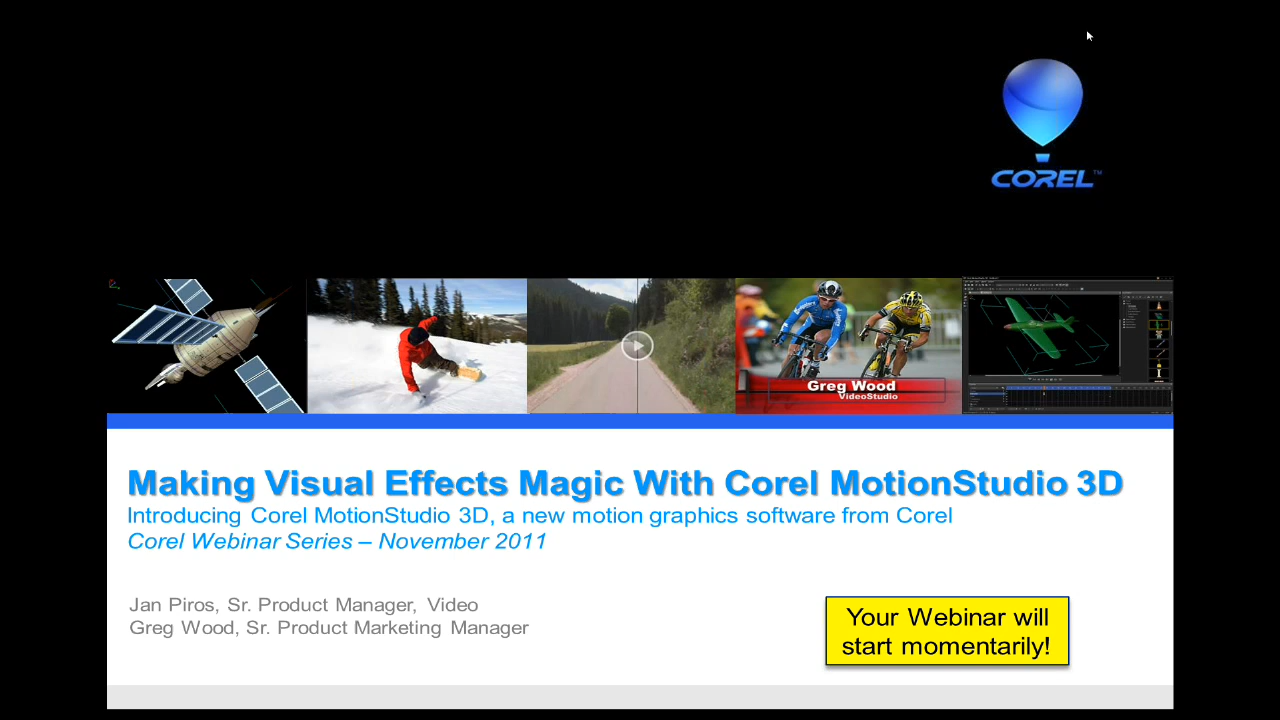 COREL™
Greg Wood
VideoStudio
Making Visual Effects Magic With Corel MotionStudio 3D
Introducing Corel MotionStudio 3D, a new motion graphics software from Corel
Corel Webinar Series – November 2011
Jan Piros, Sr. Product Manager, Video
Greg Wood, Sr. Product Marketing Manager
Your Webinar will
start momentarily!